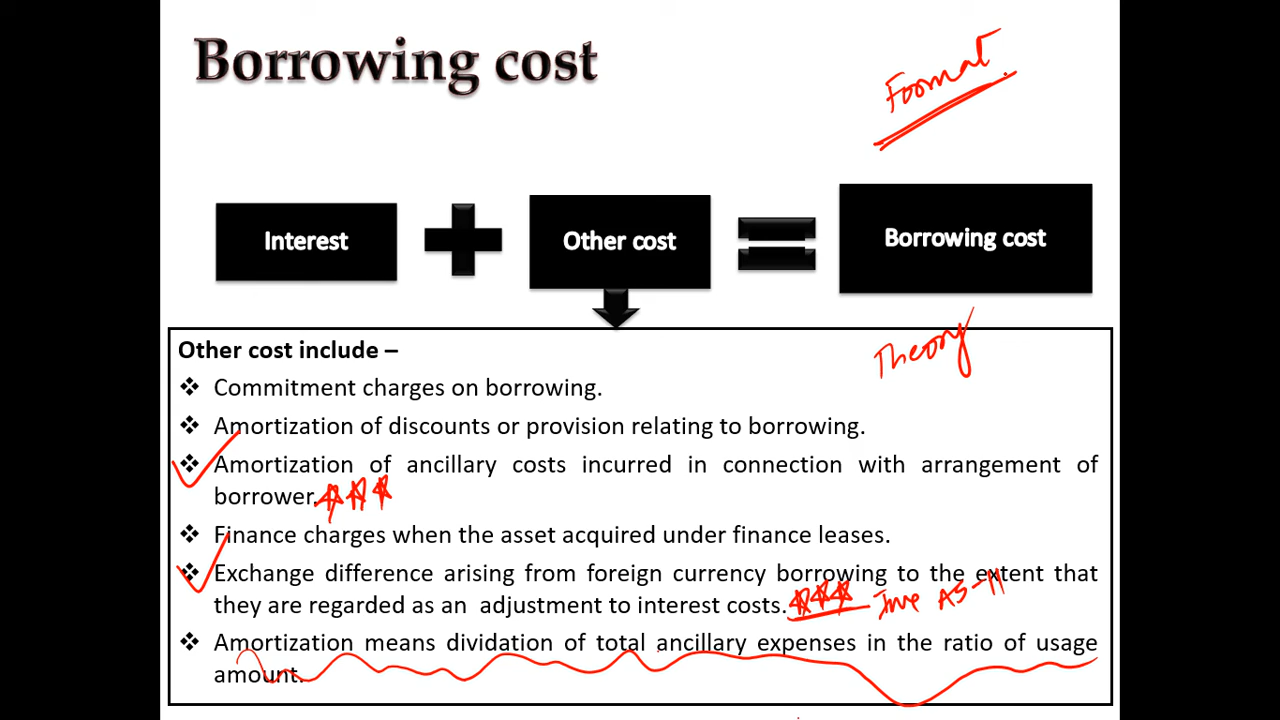 Borrowing cost
Format
Interest
Other cost
Borrowing cost
Theory
Other cost include –
❖ Commitment charges on borrowing.
❖ Amortization of discounts or provision relating to borrowing.
❖ Amortization of ancillary costs incurred in connection with arrangement of
borrower.
❖ Finance charges when the asset acquired under finance leases.
❖ Exchange difference arising from foreign currency borrowing to the extent that
they are regarded as an adjustment to interest costs.
AS-11
❖ Amortization means dividation of total ancillary expenses in the ratio of usage
amount.